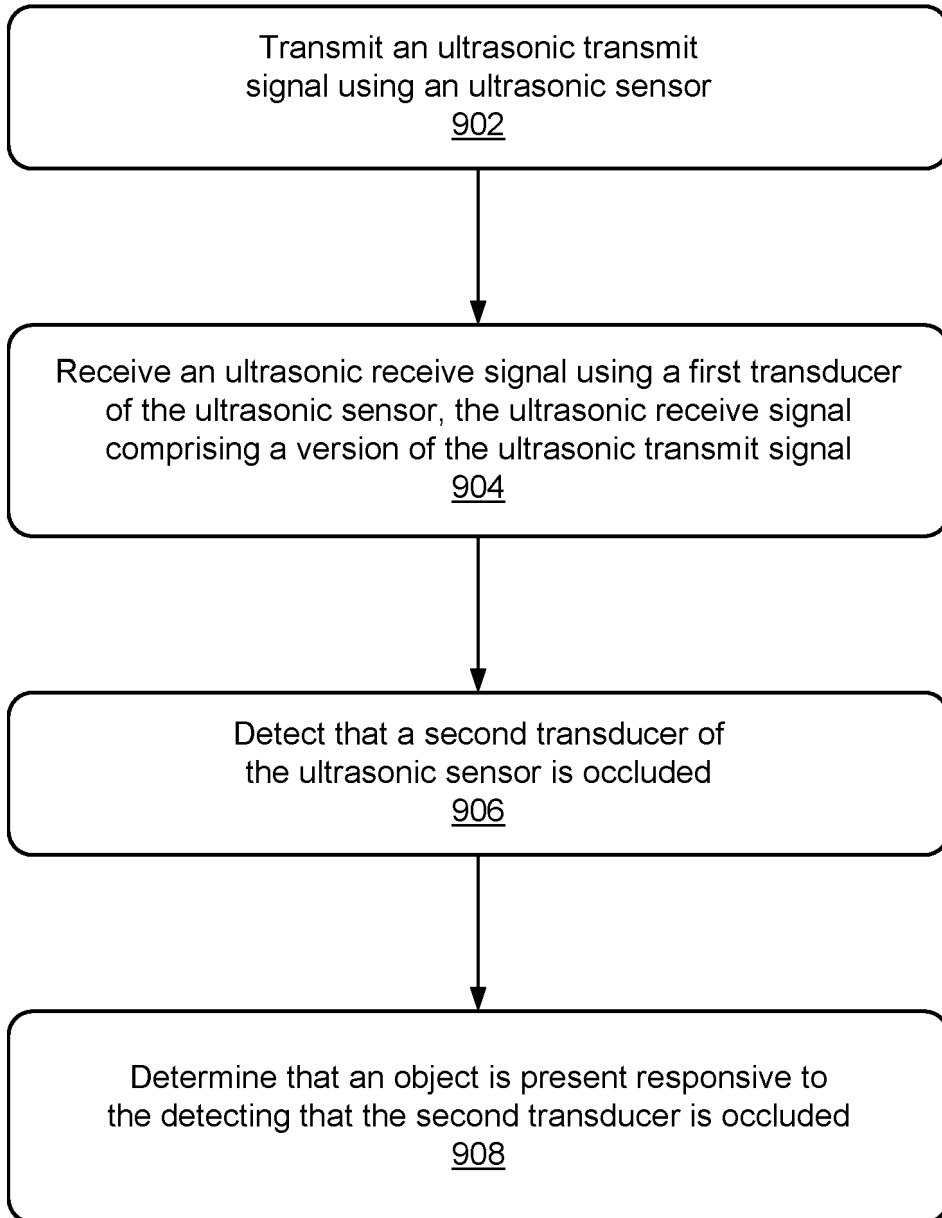 Transmit an ultrasonic transmit
signal using an ultrasonic sensor
902
Receive an ultrasonic receive signal using a first transducer
of the ultrasonic sensor, the ultrasonic receive signal
comprising a version of the ultrasonic transmit signal
904
Detect that a second transducer of
the ultrasonic sensor is occluded
906
Determine that an object is present responsive to
the detecting that the second transducer is occluded
908